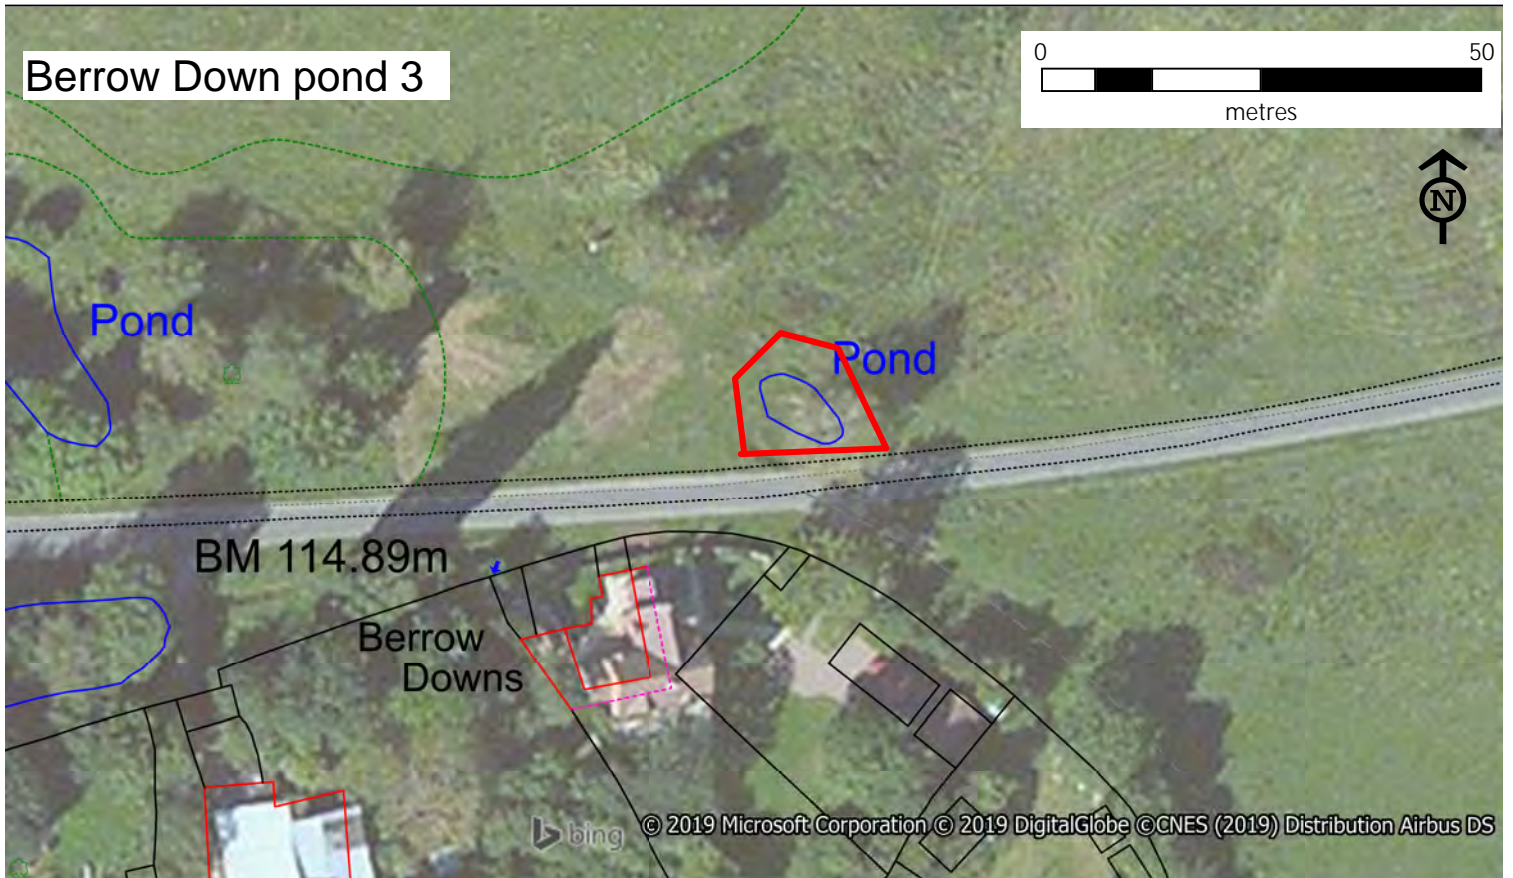 Berrow Down pond 3
0 50
metres
N
Pond
Pond
BM 114.89m
Berrow
Downs
bing
© 2019 Microsoft Corporation © 2019 DigitalGlobe ©CNES (2019) Distribution Airbus DS